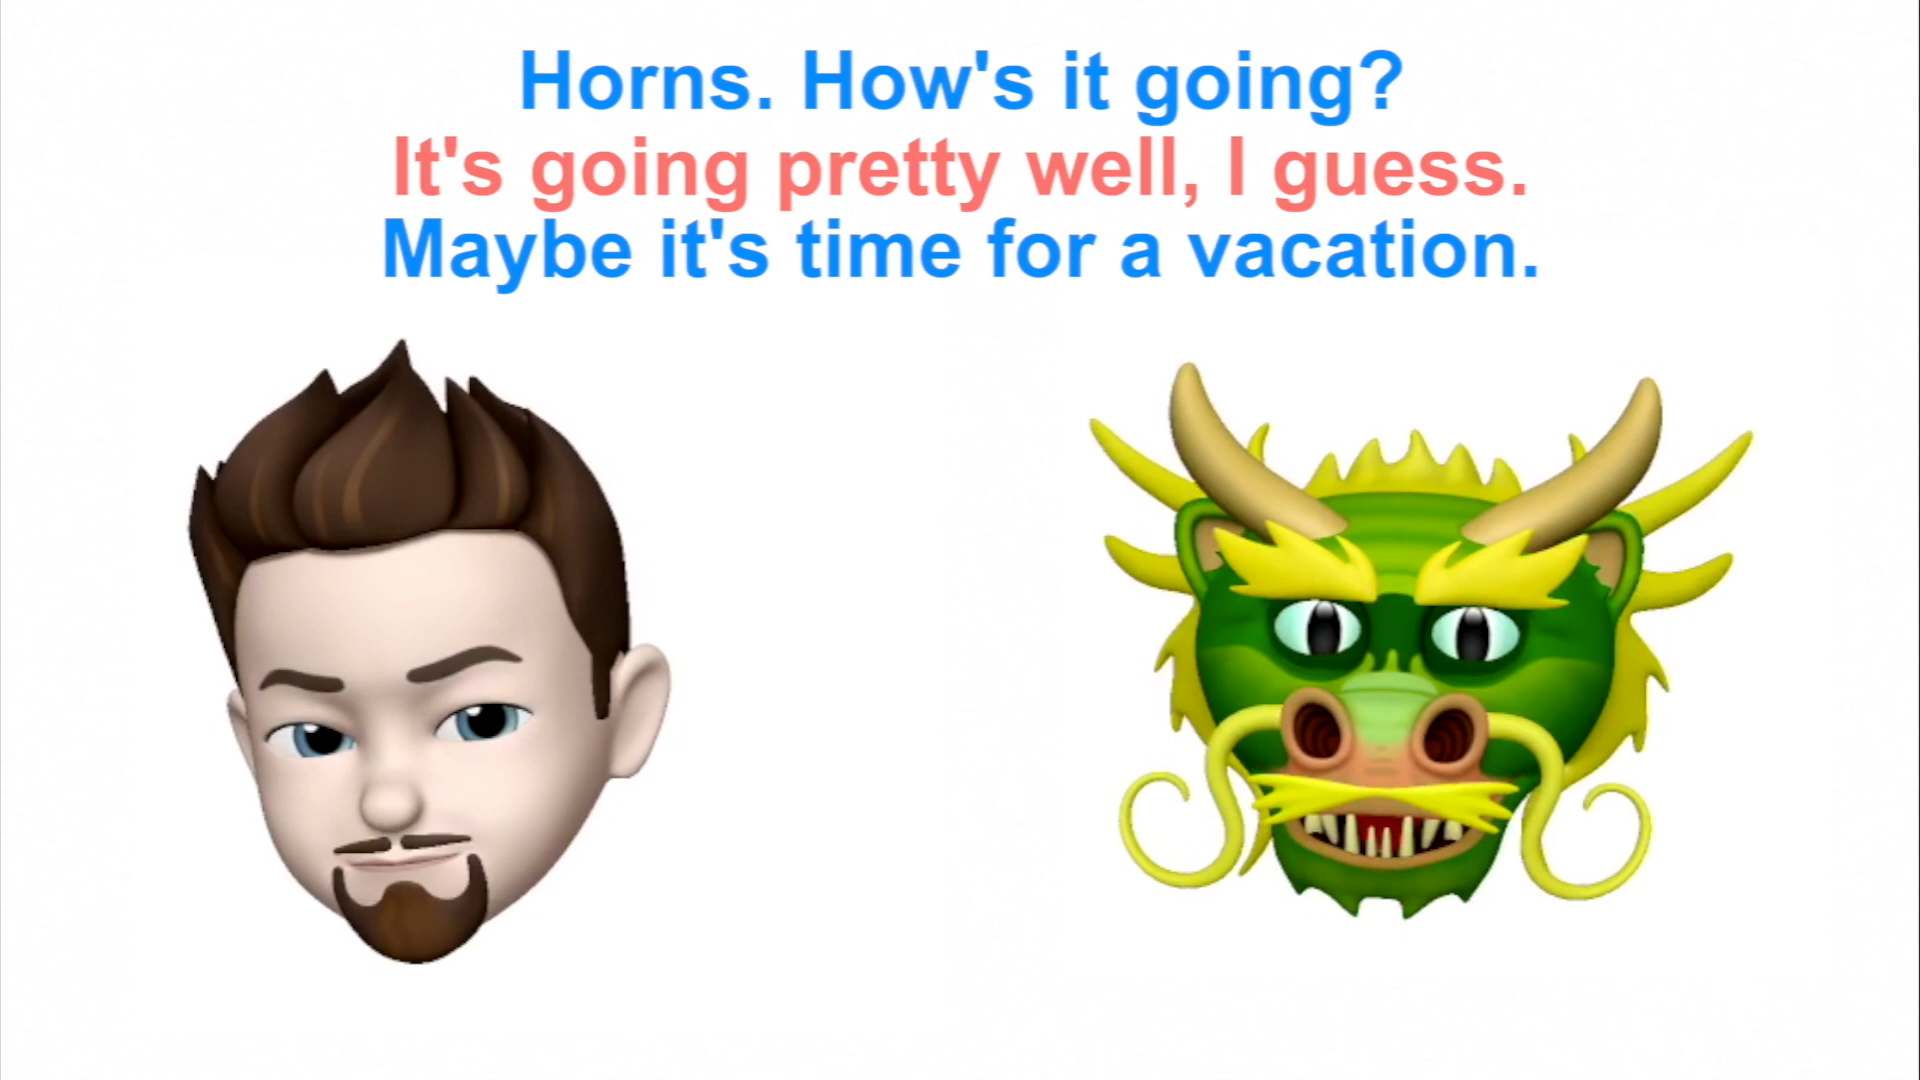 Horns. How's it going?
It's going pretty well, I guess.
Maybe it's time for a vacation.